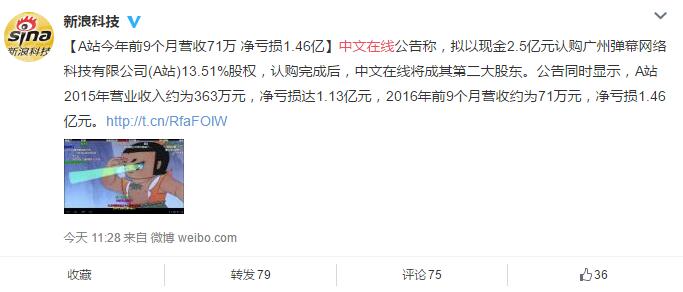 sina
新浪科技
新浪科技 V
【A站今年前9个月营收71万 净亏损1.46亿】中文在线公告称，拟以现金2.5亿元认购广州弹幕网络
科技有限公司(A站)13.51%股权，认购完成后，中文在线将成其第二大股东。公告同时显示，A站
2015年营业收入约为363万元，净亏损达1.13亿元，2016年前9个月营收约为71万元，净亏损1.46
亿元。http://t.cn/RfaFOlW
今天 11:28 来自 微博 weibo.com
收藏
转发79
评论75
36